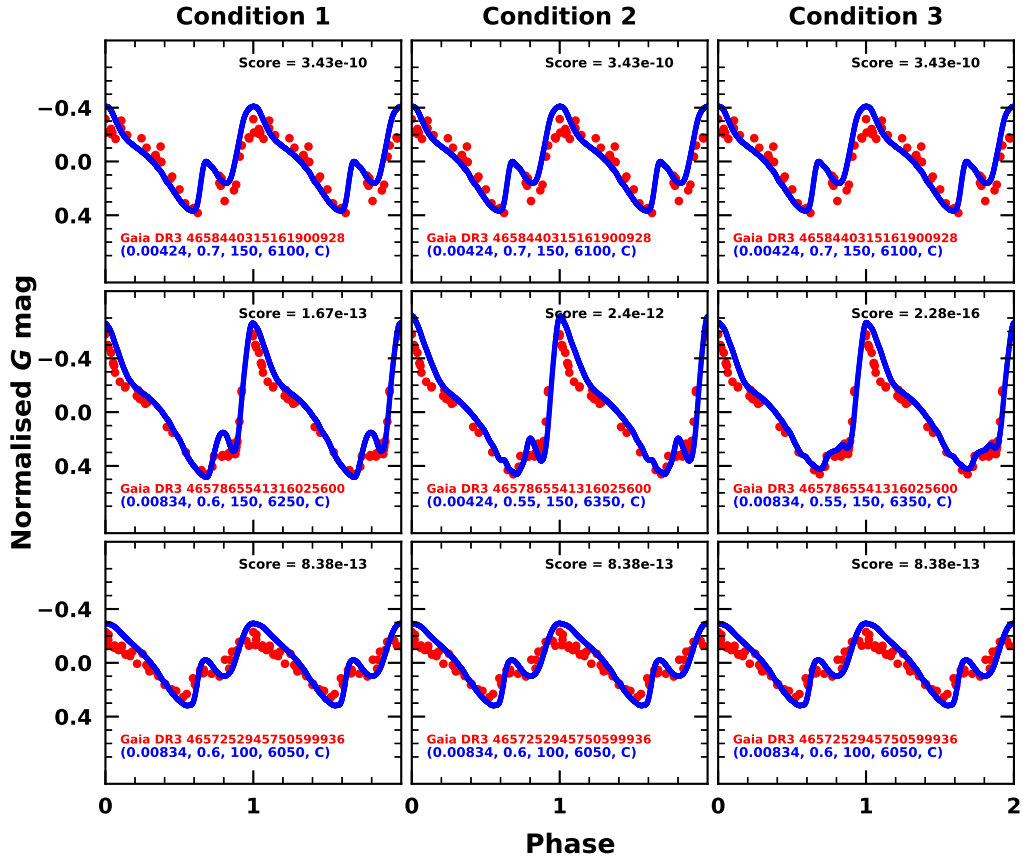 Condition 1
Condition 2
Condition 3
Normalised G mag
−0.4
0.0
0.4
Score = 3.43e-10
Gaia DR3 4658440315161900928
(0.00424, 0.7, 150, 6100, C)
Score = 3.43e-10
Gaia DR3 4658440315161900928
(0.00424, 0.7, 150, 6100, C)
Score = 3.43e-10
Gaia DR3 4658440315161900928
(0.00424, 0.7, 150, 6100, C)
−0.4
0.0
0.4
Score = 1.67e-13
Gaia DR3 4657865541316025600
(0.00834, 0.6, 150, 6250, C)
Score = 2.4e-12
Gaia DR3 4657865541316025600
(0.00424, 0.55, 150, 6350, C)
Score = 2.28e-16
Gaia DR3 4657865541316025600
(0.00834, 0.55, 150, 6350, C)
−0.4
0.0
0.4
Score = 8.38e-13
Gaia DR3 4657252945750599936
(0.00834, 0.6, 100, 6050, C)
Score = 8.38e-13
Gaia DR3 4657252945750599936
(0.00834, 0.6, 100, 6050, C)
Score = 8.38e-13
Gaia DR3 4657252945750599936
(0.00834, 0.6, 100, 6050, C)
0
1
0
1
0
1
2
Phase